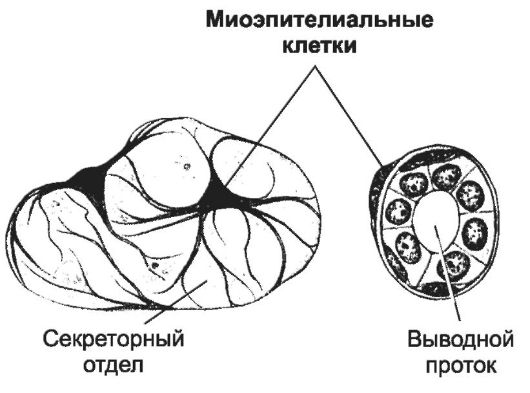 Миоэпителиальные
клетки
Секреторный
отдел
Выводной
проток